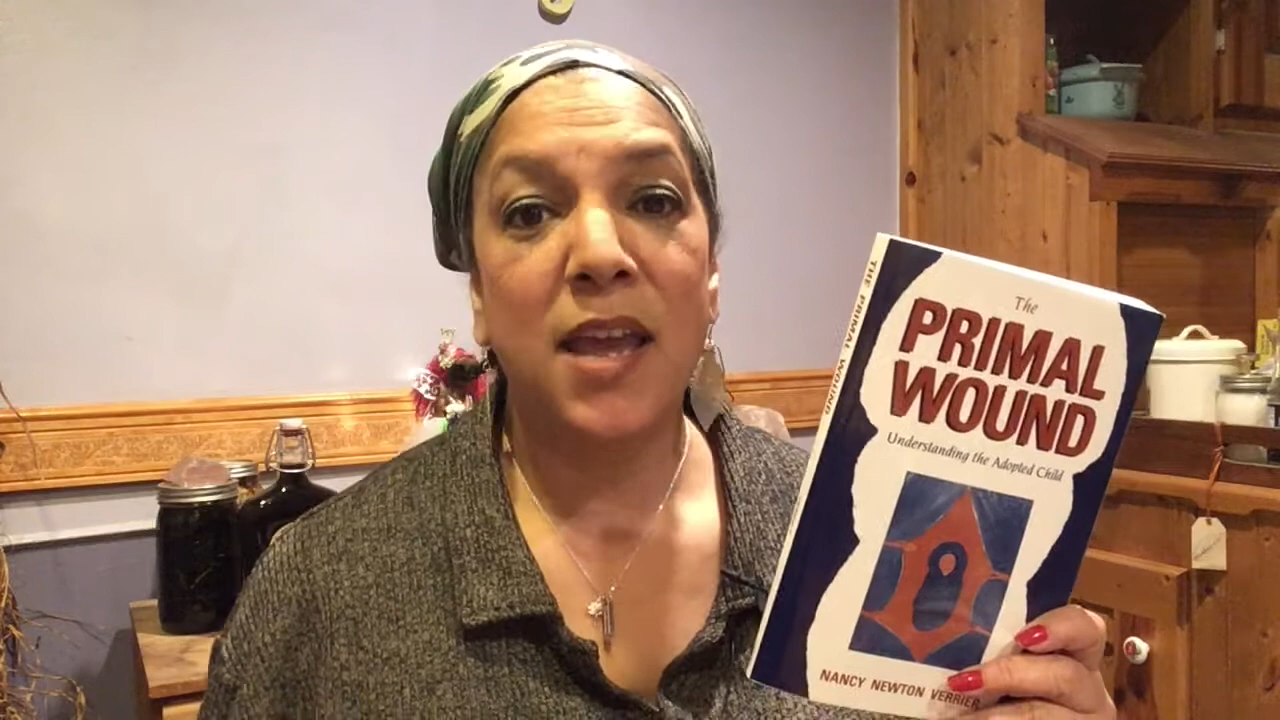 THE PRIMAL WOUND
The
PRIMAL
WOUND
Understanding the Adopted Child
NANCY NEWTON VERRIER